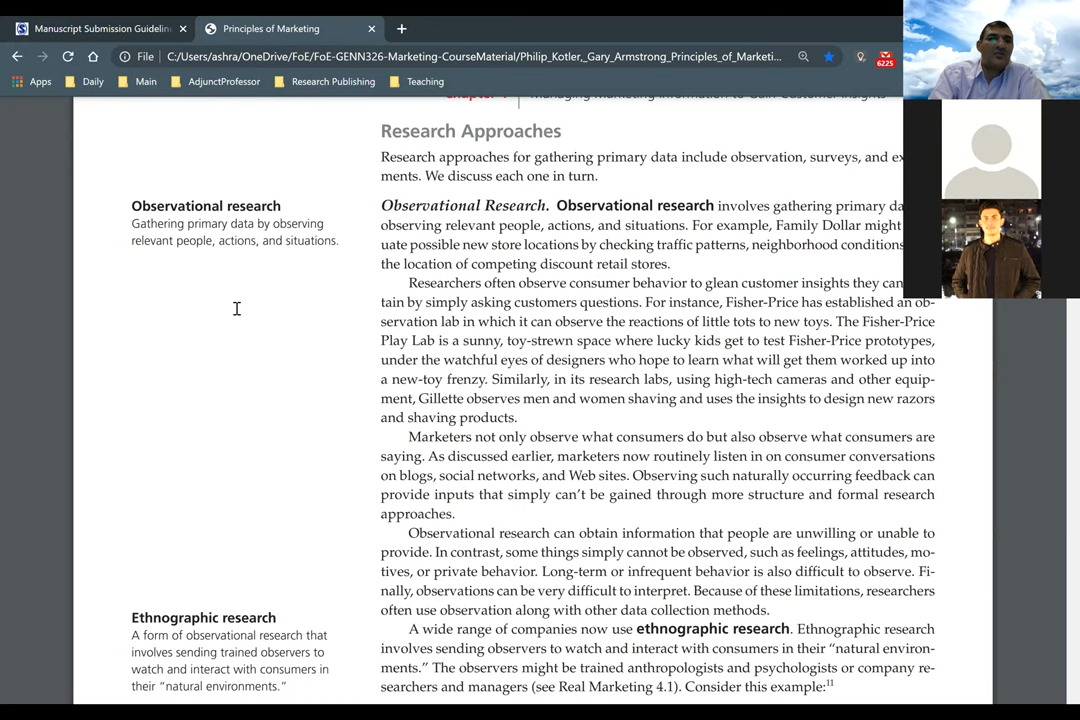 Manuscript Submission Guidelin
Principles of Marketing
File
C:/Users/ashra/OneDrive/FoE/FoE-GENN326-Marketing-CourseMaterial/Philip_Kotler,_Gary_Armstrong_Principles_of_Marketi...
6225
Apps
Daily
Main
AdjunctProfessor
Research Publishing
Teaching
Managing Marketing Information to Gain Customer Insights
Research Approaches
Research approaches for gathering primary data include observation, surveys, and ex
ments. We discuss each one in turn.
Observational research
Gathering primary data by observing
relevant people, actions, and situations.
Observational Research. Observational research involves gathering primary da
observing relevant people, actions, and situations. For example, Family Dollar might
uate possible new store locations by checking traffic patterns, neighborhood conditions
the location of competing discount retail stores.
Researchers often observe consumer behavior to glean customer insights they can
tain by simply asking customers questions. For instance, Fisher-Price has established an ob-
servation lab in which it can observe the reactions of little tots to new toys. The Fisher-Price
Play Lab is a sunny, toy-strewn space where lucky kids get to test Fisher-Price prototypes,
under the watchful eyes of designers who hope to learn what will get them worked up into
a new-toy frenzy. Similarly, in its research labs, using high-tech cameras and other equip-
ment, Gillette observes men and women shaving and uses the insights to design new razors
and shaving products.
Marketers not only observe what consumers do but also observe what consumers are
saying. As discussed earlier, marketers now routinely listen in on consumer conversations
on blogs, social networks, and Web sites. Observing such naturally occurring feedback can
provide inputs that simply can't be gained through more structure and formal research
approaches.
Observational research can obtain information that people are unwilling or unable to
provide. In contrast, some things simply cannot be observed, such as feelings, attitudes, mo-
tives, or private behavior. Long-term or infrequent behavior is also difficult to observe. Fi-
nally, observations can be very difficult to interpret. Because of these limitations, researchers
often use observation along with other data collection methods.
Ethnographic research
A form of observational research that
involves sending trained observers to
watch and interact with consumers in
their "natural environments."
A wide range of companies now use ethnographic research. Ethnographic research
involves sending observers to watch and interact with consumers in their "natural environ-
ments." The observers might be trained anthropologists and psychologists or company re-
searchers and managers (see Real Marketing 4.1). Consider this example:11